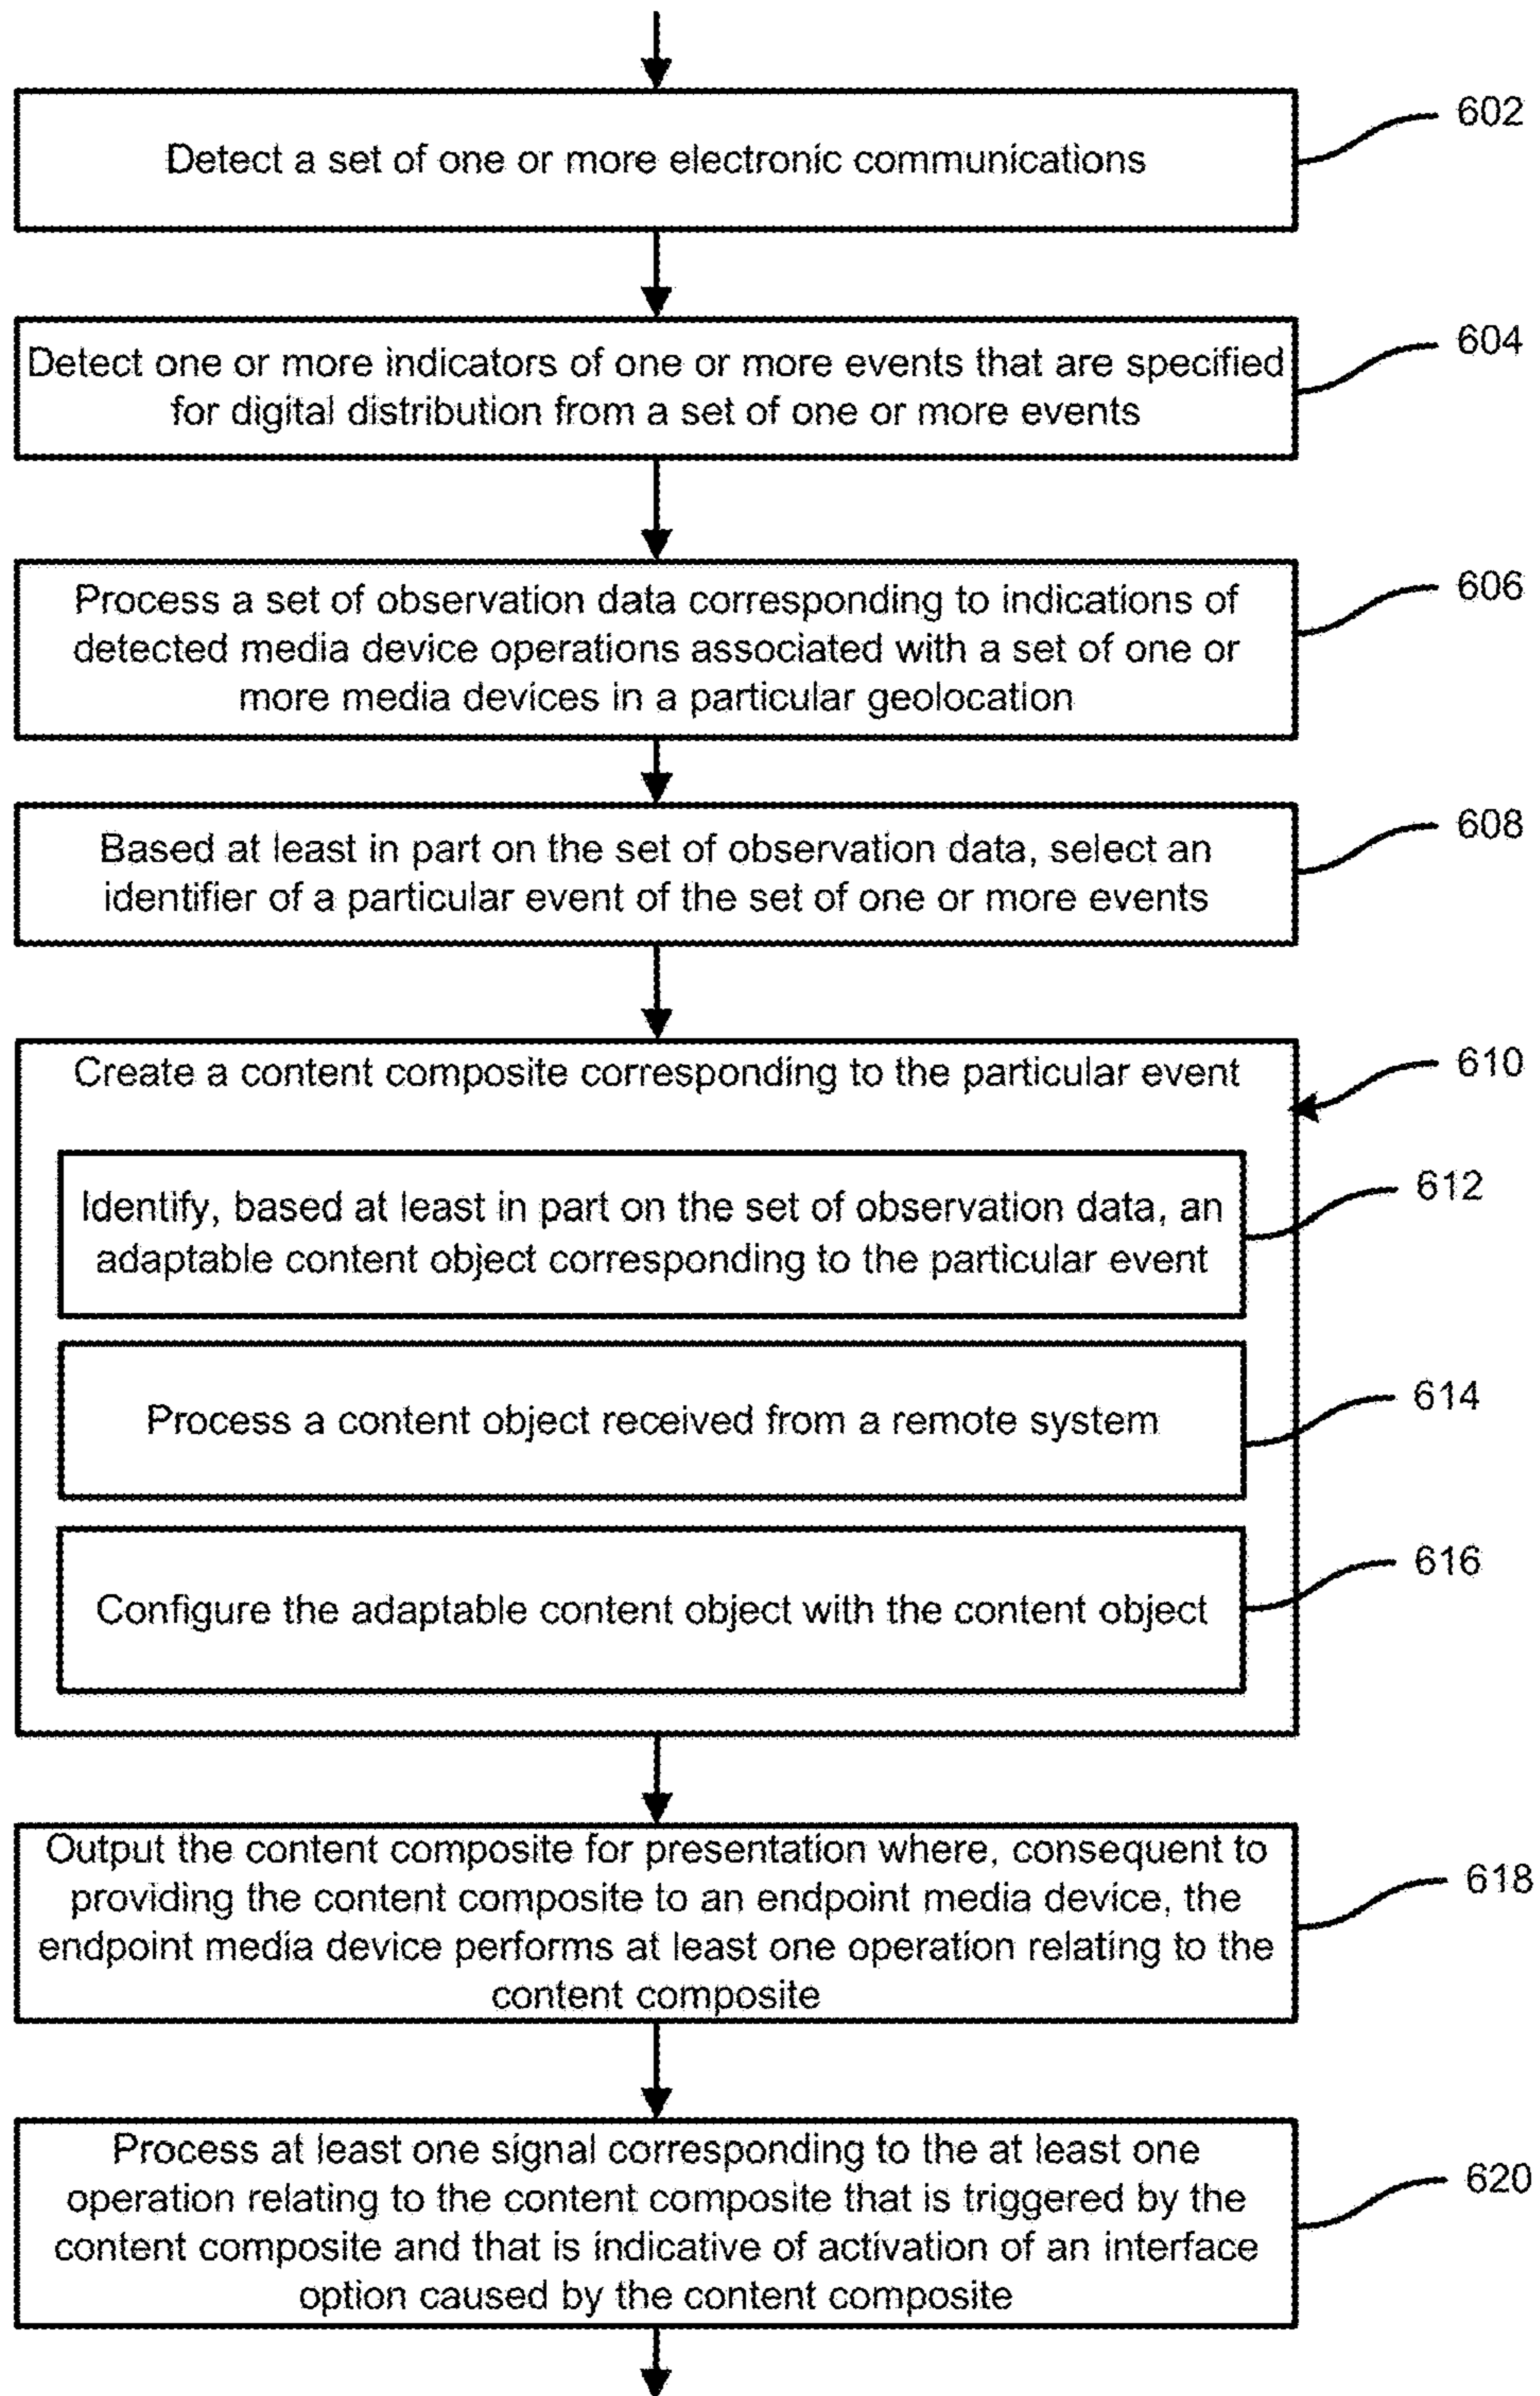 602
Detect a set of one or more electronic communications
604
Detect one or more indicators of one or more events that are specified
for digital distribution from a set of one or more events
606
Process a set of observation data corresponding to indications of
detected media device operations associated with a set of one or
more media devices in a particular geolocation
608
Based at least in part on the set of observation data, select an
identifier of a particular event of the set of one or more events
610
Create a content composite corresponding to the particular event
612
Identify, based at least in part on the set of observation data, an
adaptable content object corresponding to the particular event
614
Process a content object received from a remote system
616
Configure the adaptable content object with the content object
618
Output the content composite for presentation where, consequent to
providing the content composite to an endpoint media device, the
endpoint media device performs at least one operation relating to the
content composite
620
Process at least one signal corresponding to the at least one
operation relating to the content composite that is triggered by the
content composite and that is indicative of activation of an interface
option caused by the content composite